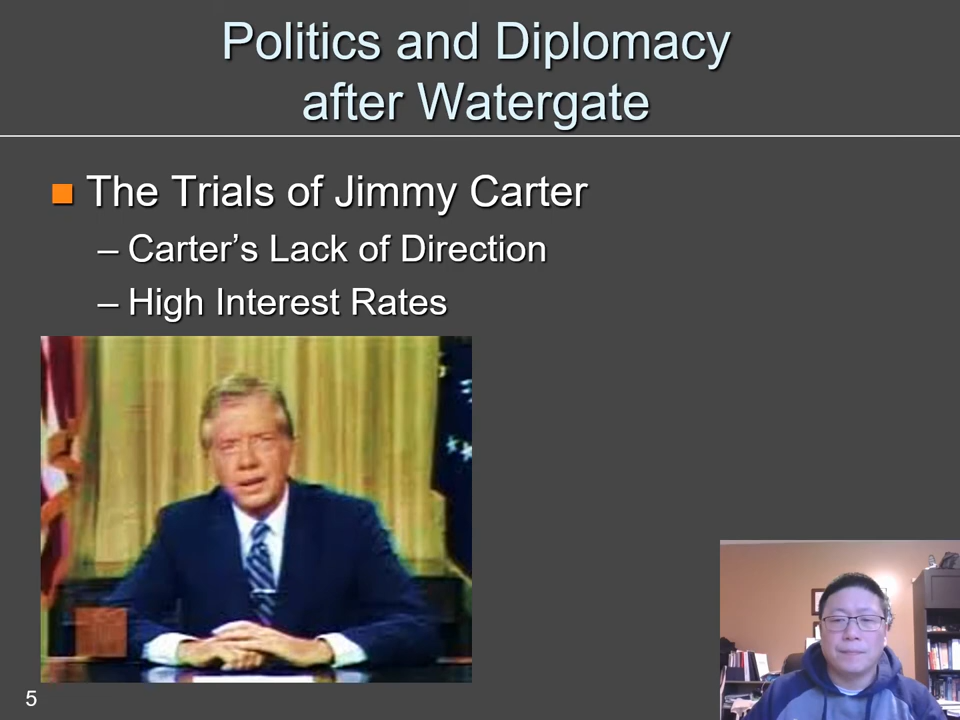 Politics and Diplomacy
after Watergate
The Trials of Jimmy Carter
– Carter’s Lack of Direction
– High Interest Rates
5